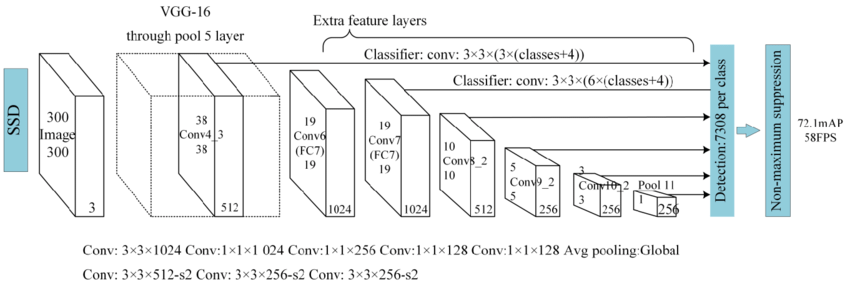 VGG-16
through pool 5 layer
Extra feature layers
Classifier: conv: 3×3×(3×(classes+4))
Classifier: conv: 3×3×(6×(classes+4))
SSD
300
Image
300
3
38
Conv4_3
38
512
19
Conv6
(FC7)
19
1024
19
Conv7
(FC7)
19
1024
10
Conv8_2
10
512
5
Conv9_2
5
256
3
Conv10_2
3
256
Pool 11
1
256
Detection:7308 per class
Non-maximum suppression
72.1mAP
58FPS
Conv: 3×3×1024 Conv:1×1×1 024 Conv:1×1×256 Conv:1×1×128 Conv:1×1×128 Avg pooling:Global
Conv: 3×3×512-s2 Conv: 3×3×256-s2 Conv: 3×3×256-s2